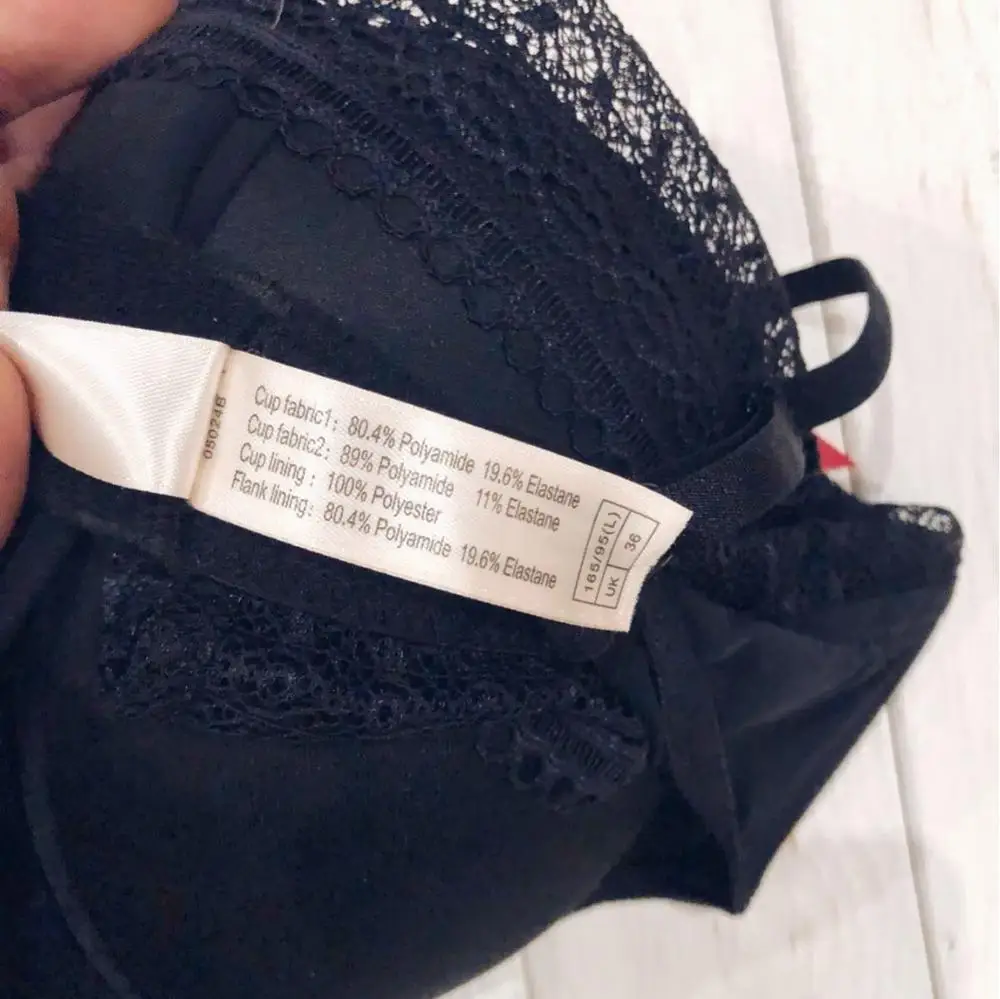 05024B
Cup fabric1: 80.4% Polyamide 19.6% Elastane
Cup fabric2: 89% Polyamide 11% Elastane
Cup lining : 100% Polyester
Flank lining: 80.4% Polyamide 19.6% Elastane
165/95(L)
UK 36